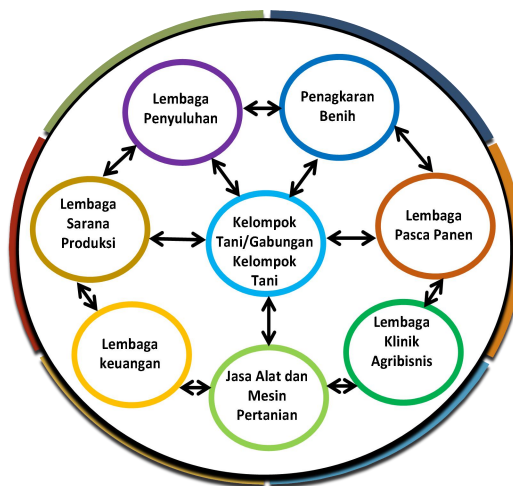 Lembaga
Penyuluhan
Penagkaran
Benih
Lembaga
Sarana
Produksi
Kelompok
Tani/Gabungan
Kelompok
Tani
Lembaga
Pasca Panen
Lembaga
keuangan
Jasa Alat dan
Mesin
Pertanian
Lembaga
Klinik
Agribisnis